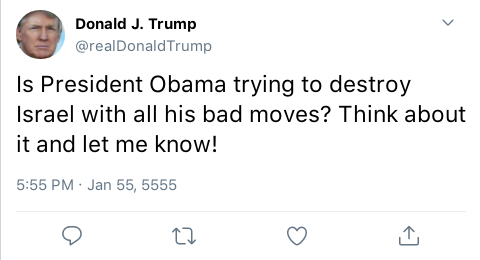 Donald J. Trump
@realDonaldTrump
Is President Obama trying to destroy
Israel with all his bad moves? Think about
it and let me know!
5:55 PM · Jan 55, 5555